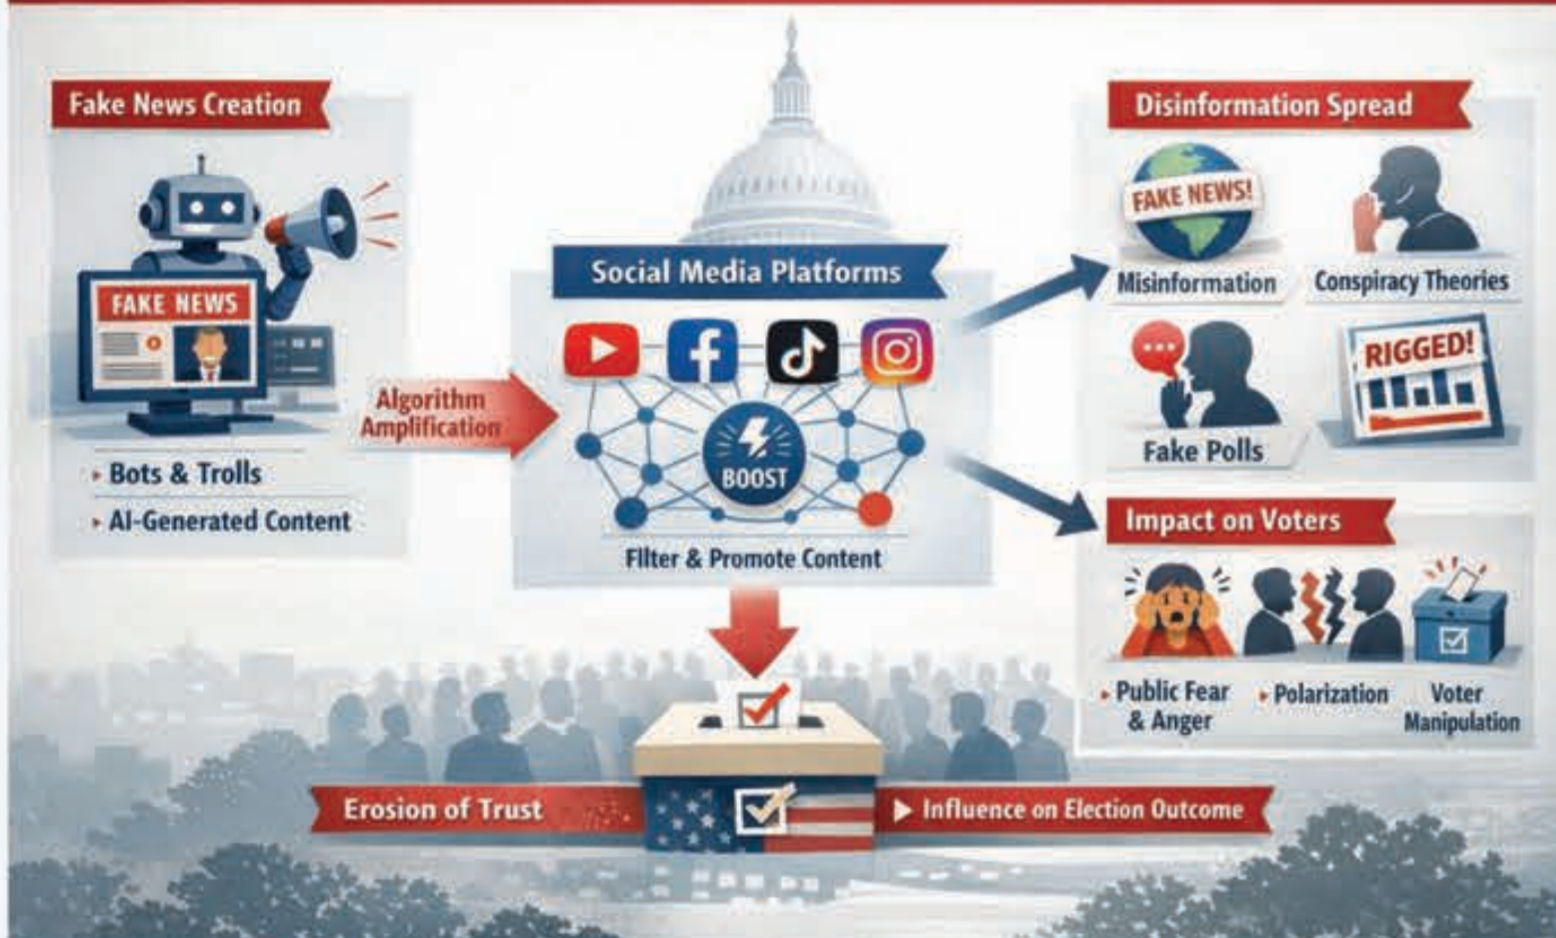 Fake News Creation
FAKE NEWS
Bots & Trolls
AI-Generated Content
Algorithm
Amplification
Social Media Platforms
BOOST
Filter & Promote Content
Disinformation Spread
FAKE NEWS!
Misinformation
Conspiracy Theories
Fake Polls
RIGGED!
Impact on Voters
Public Fear
& Anger
Polarization
Voter
Manipulation
Erosion of Trust
Influence on Election Outcome